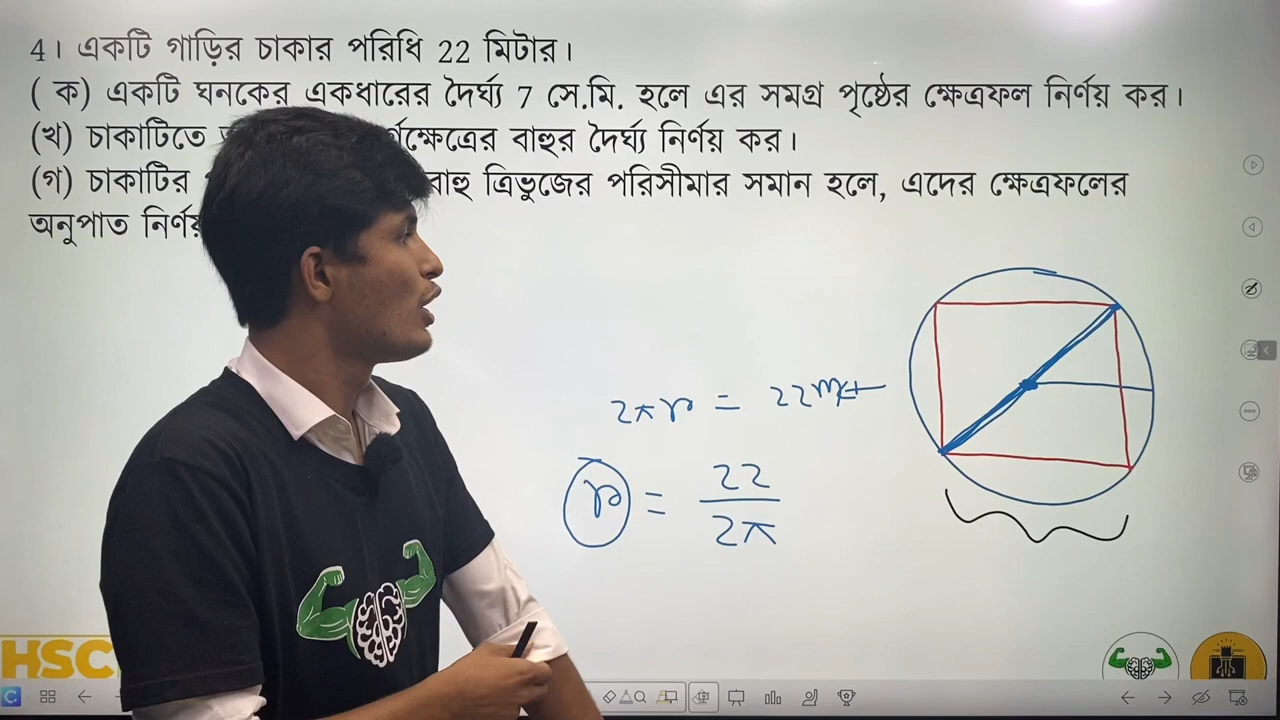 4। একটি গাড়ির চাকার পরিধি 22 মিটার।
( ক) একটি ঘনকের একধারের দৈর্ঘ্য 7 সে.মি. হলে এর সমগ্র পৃষ্ঠের ক্ষেত্রফল নির্ণয় কর।
(খ) চাকাটিতে বাহুর দৈর্ঘ্য নির্ণয় কর।
(গ) চাকাটির ত্রিভুজের পরিসীমার সমান হলে, এদের ক্ষেত্রফলের
অনুপাত
2πr = 22
r = 22/2π
HSC